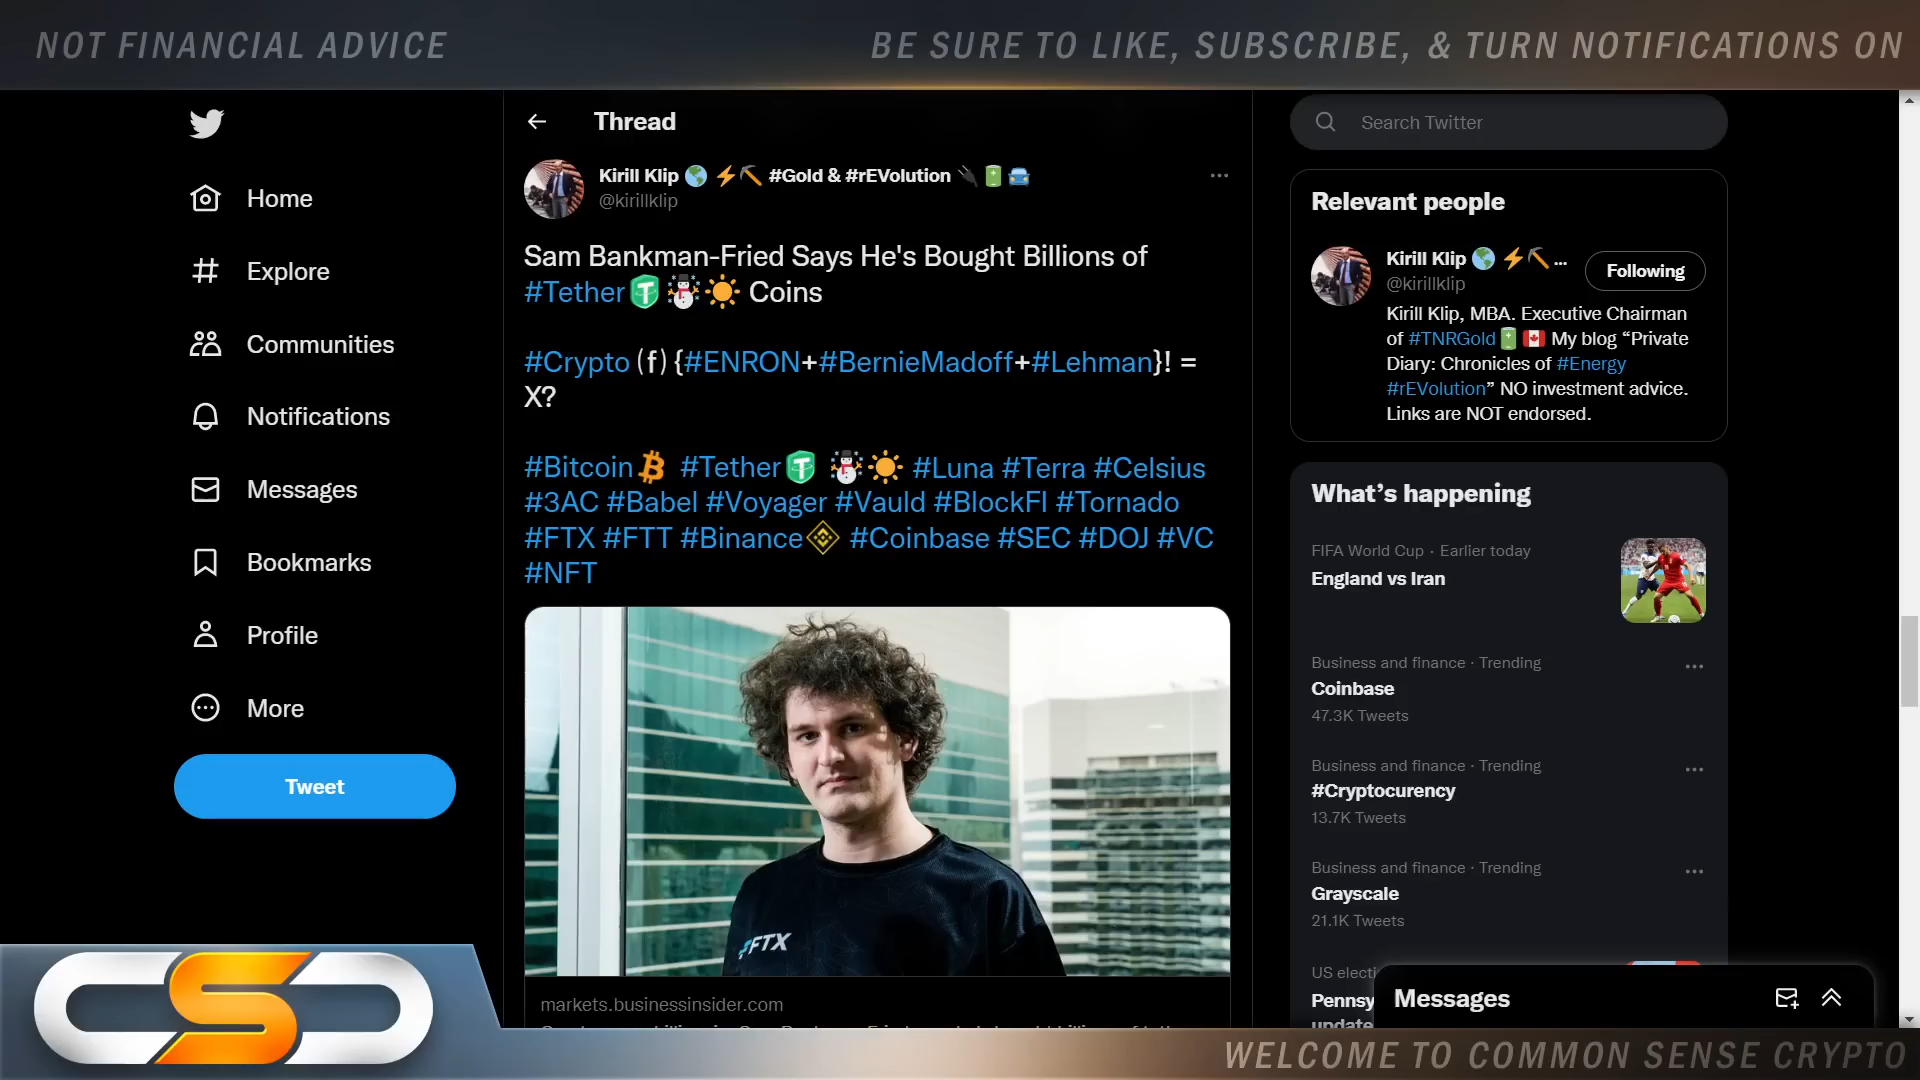 NOT FINANCIAL ADVICE
BE SURE TO LIKE, SUBSCRIBE, & TURN NOTIFICATIONS ON
Home
Explore
Communities
Notifications
Messages
Bookmarks
Profile
More
Tweet
Thread
Kirill Klip 🌎 ⚡⛏️ #Gold & #rEVolution 🔌🔋🚘
@kirillklip
Sam Bankman-Fried Says He's Bought Billions of
#Tether ☃️☀️ Coins
#Crypto (f) {#ENRON+#BernieMadoff+#Lehman}! =
X?
#Bitcoin #Tether ☃️☀️ #Luna #Terra #Celsius
#3AC #Babel #Voyager #Vauld #BlockFI #Tornado
#FTX #FTT #Binance #Coinbase #SEC #DOJ #VC
#NFT
FTX
markets.businessinsider.com
Search Twitter
Relevant people
Kirill Klip 🌎 ⚡⛏️ ...
@kirillklip
Following
Kirill Klip, MBA. Executive Chairman
of #TNRGold🔋🇨🇦 My blog “Private
Diary: Chronicles of #Energy
#rEVolution” NO investment advice.
Links are NOT endorsed.
What’s happening
FIFA World Cup · Earlier today
England vs Iran
Business and finance · Trending
Coinbase
47.3K Tweets
Business and finance · Trending
#Cryptocurency
13.7K Tweets
Business and finance · Trending
Grayscale
21.1K Tweets
US electi
Pennsy
update
Messages
CSC
WELCOME TO COMMON SENSE CRYPTO